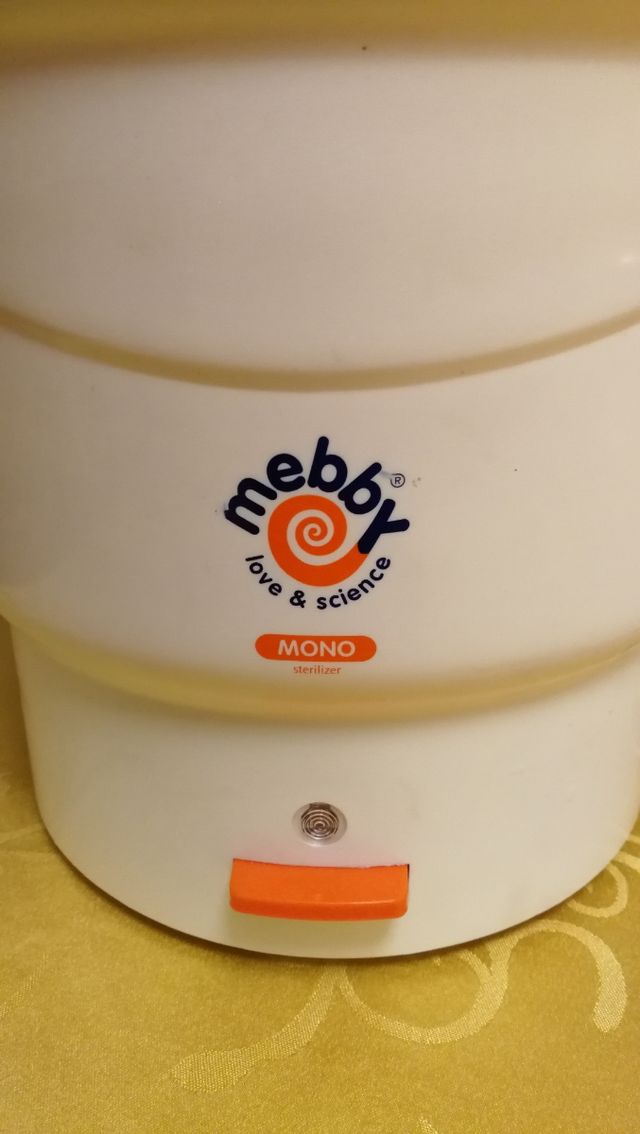 mebby®
love & science
MONO
sterilizer